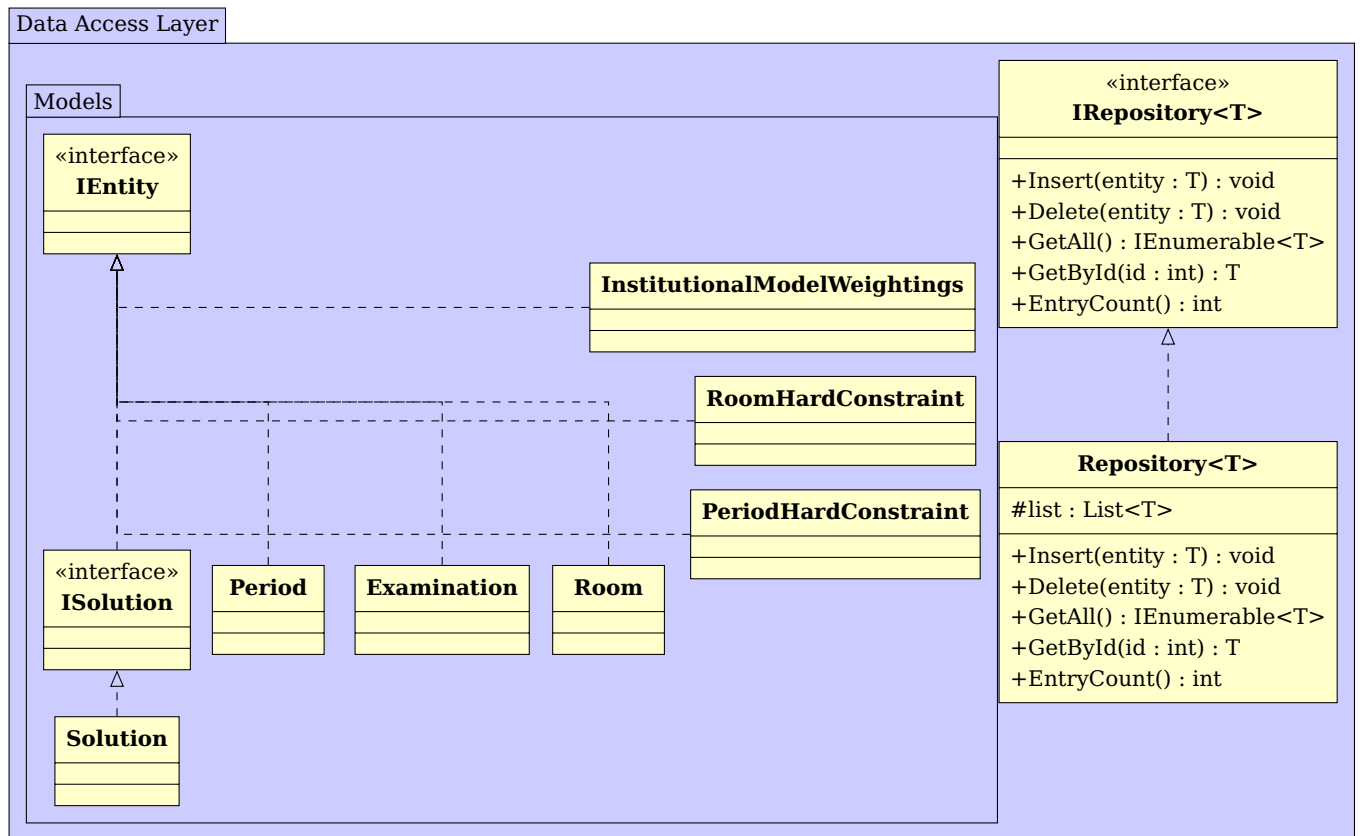 Data Access Layer
Models
«interface»
IEntity
InstitutionalModelWeightings
RoomHardConstraint
PeriodHardConstraint
«interface»
ISolution
Period
Examination
Room
Solution
«interface»
IRepository<T>
+Insert(entity : T) : void
+Delete(entity : T) : void
+GetAll() : IEnumerable<T>
+GetById(id : int) : T
+EntryCount() : int
Repository<T>
#list : List<T>
+Insert(entity : T) : void
+Delete(entity : T) : void
+GetAll() : IEnumerable<T>
+GetById(id : int) : T
+EntryCount() : int